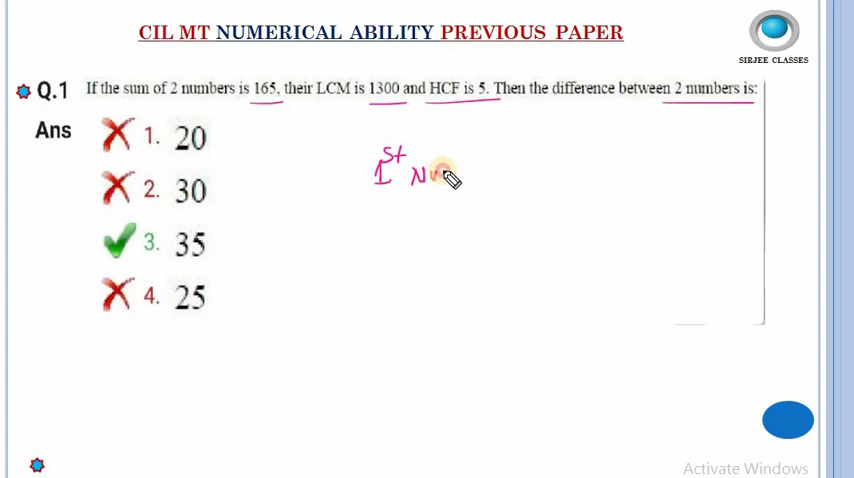 CIL MT NUMERICAL ABILITY PREVIOUS PAPER
SIRJEE CLASSES
Q.1 If the sum of 2 numbers is 165, their LCM is 1300 and HCF is 5. Then the difference between 2 numbers is:
Ans
1. 20
2. 30
3. 35
4. 25
1st N
Activate Windows